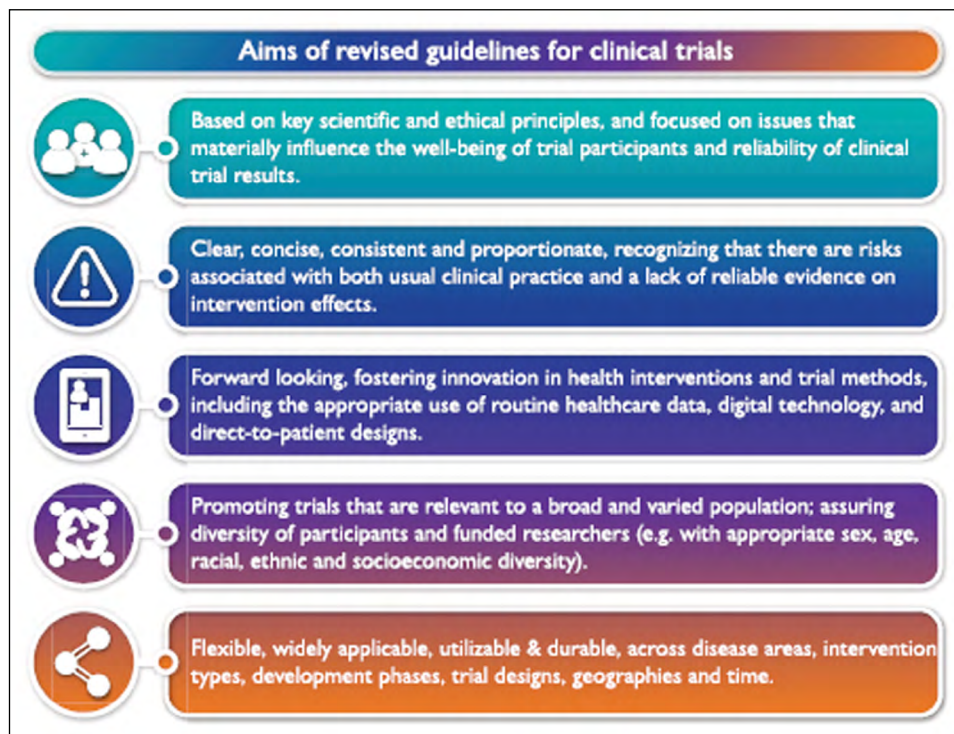 Aims of revised guidelines for clinical trials
Based on key scientific and ethical principles, and focused on issues that
materially influence the well-being of trial participants and reliability of clinical
trial results.
Clear, concise, consistent and proportionate, recognizing that there are risks
associated with both usual clinical practice and a lack of reliable evidence on
intervention effects.
Forward looking, fostering innovation in health interventions and trial methods,
including the appropriate use of routine healthcare data, digital technology, and
direct-to-patient designs.
Promoting trials that are relevant to a broad and varied population; assuring
diversity of participants and funded researchers (e.g. with appropriate sex, age,
racial, ethnic and socioeconomic diversity).
Flexible, widely applicable, utilizable & durable, across disease areas, intervention
types, development phases, trial designs, geographies and time.